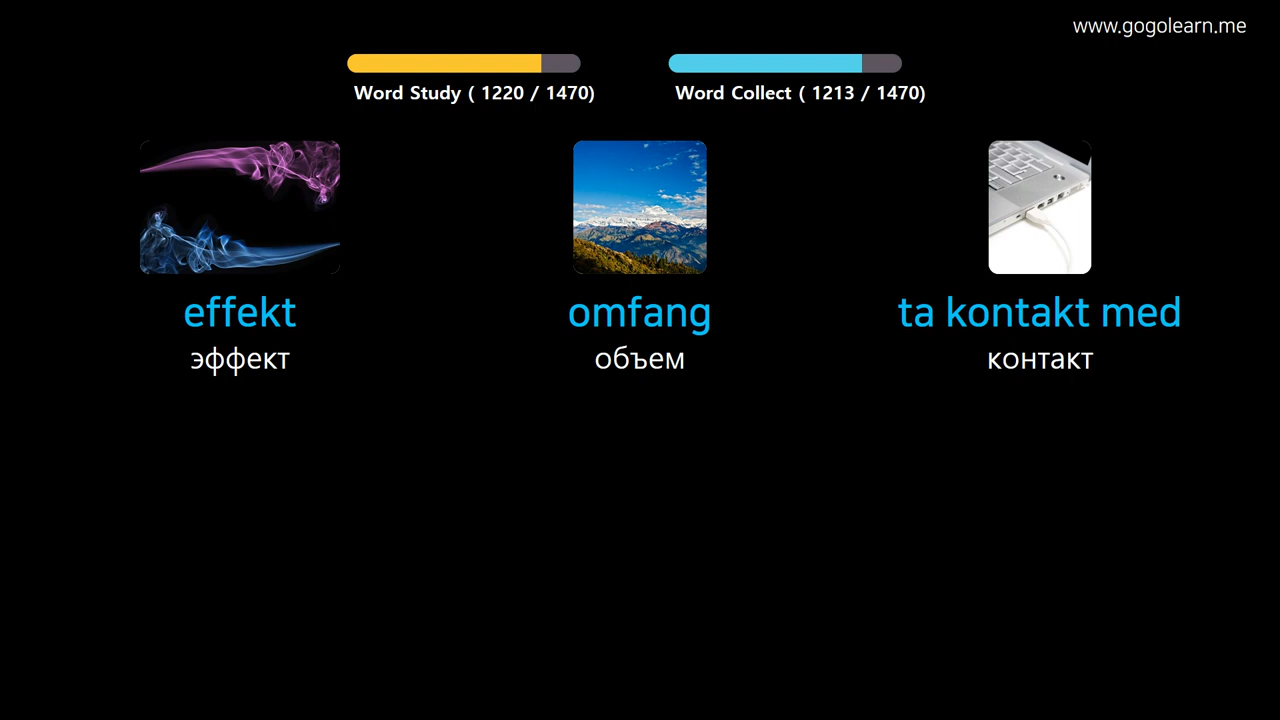 www.gogolearn.me
Word Study ( 1220 / 1470)
Word Collect ( 1213 / 1470)
effekt
эффект
omfang
объем
ta kontakt med
контакт